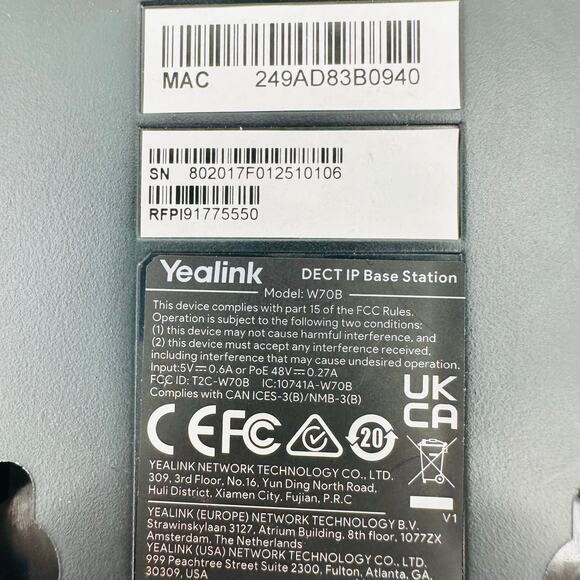 MAC 249AD83B0940
SN 802017F012510106
RFPI91775550
Yealink DECT IP Base Station
Model: W70B
This device complies with part 15 of the FCC Rules.
Operation is subject to the following two conditions:
(1) this device may not cause harmful interference, and
(2) this device must accept any interference received,
including interference that may cause undesired operation.
Input:5V⎓0.6A or PoE 48V⎓0.27A
FCC ID: T2C-W70B IC:10741A-W70B
Complies with CAN ICES-3(B)/NMB-3(B)
UK
CA
CE FC 20
YEALINK NETWORK TECHNOLOGY CO., LTD.
309, 3rd Floor, No.16, Yun Ding North Road,
Huli District, Xiamen City, Fujian, P.R.C
V1
YEALINK (EUROPE) NETWORK TECHNOLOGY B.V.
Strawinskylaan 3127, Atrium Building, 8th floor, 1077ZX
Amsterdam, The Netherlands
YEALINK (USA) NETWORK TECHNOLOGY CO., LTD.
999 Peachtree Street Suite 2300, Fulton, Atlanta, GA
30309, USA